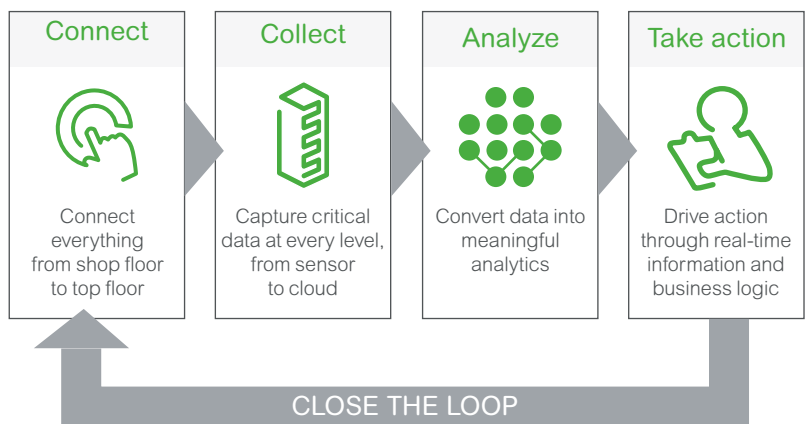 Connect
Connect
everything
from shop floor
to top floor
Collect
Capture critical
data at every level,
from sensor
to cloud
Analyze
Convert data into
meaningful
analytics
Take action
Drive action
through real-time
information and
business logic
CLOSE THE LOOP